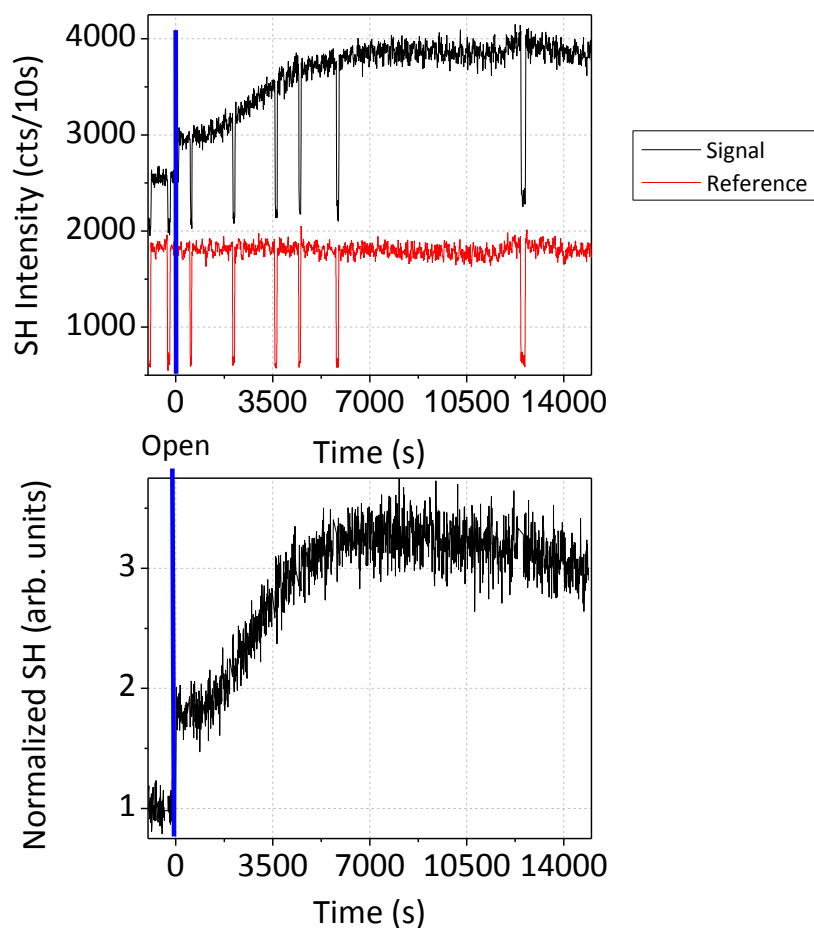 4000
3000
2000
1000
SH Intensity (cts/10s)
0 3500 7000 10500 14000
Time (s)
Signal
Reference
Open
3
2
1
Normalized SH (arb. units)
0 3500 7000 10500 14000
Time (s)